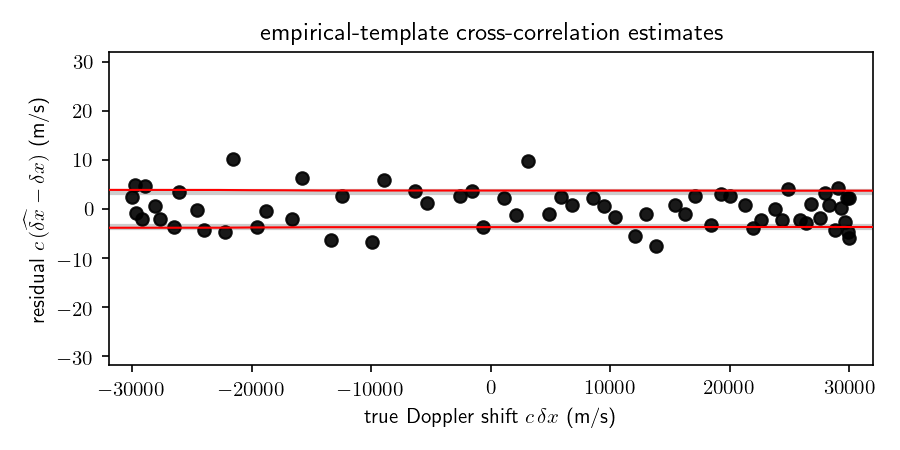 empirical-template cross-correlation estimates
30
20
10
0
−10
−20
−30
residual c (δx̂ − δx) (m/s)
−30000 −20000 −10000 0 10000 20000 30000
true Doppler shift c δx (m/s)